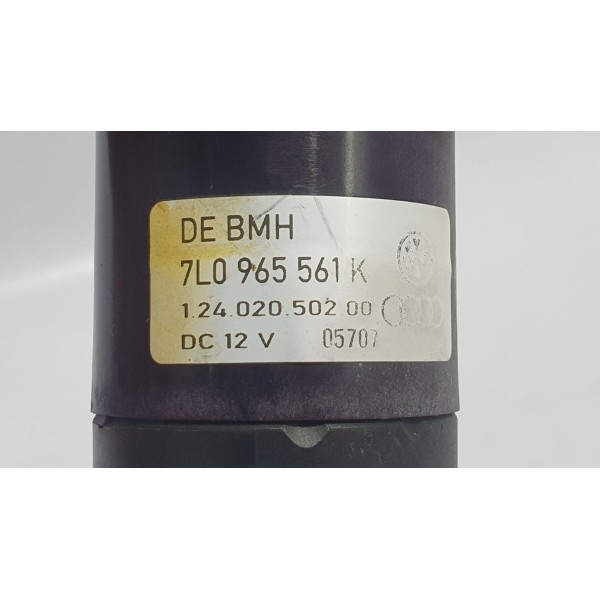 DE BMH
7L0 965 561 K
1.24.020.502 00
DC 12 V 05707